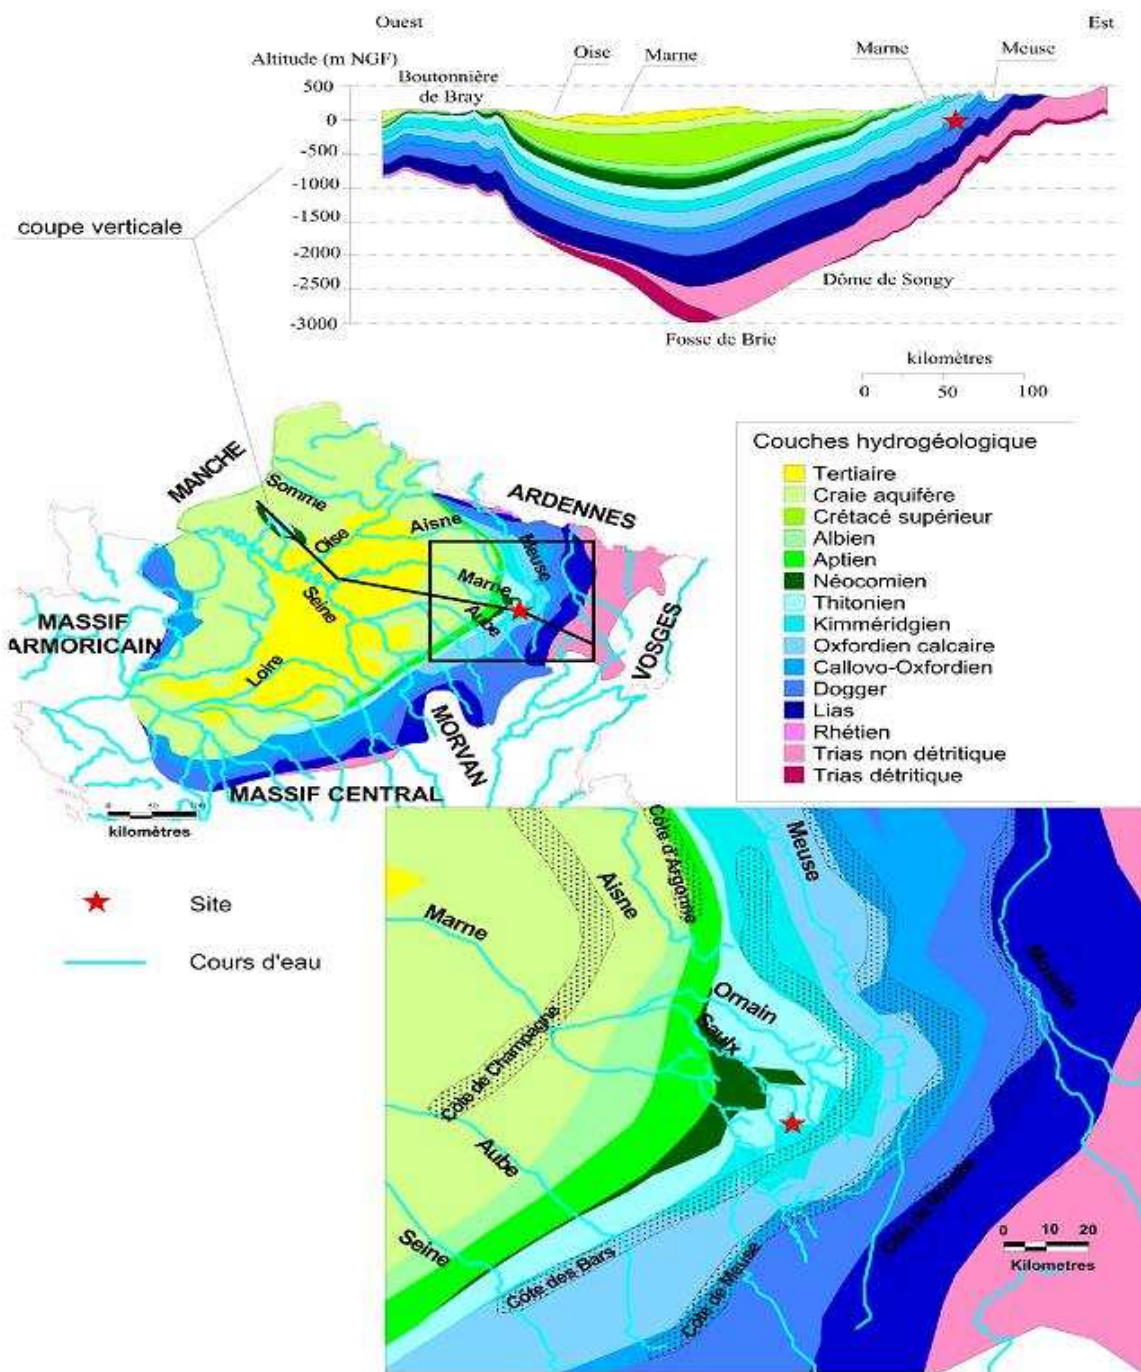 Ouest
Est
Altitude (m NGF)
Boutonnière
de Bray
Oise
Marne
Marne
Meuse
500
0
-500
-1000
-1500
-2000
-2500
-3000
coupe verticale
Dôme de Songy
Fosse de Brie
kilomètres
0 50 100
MANCHE
Somme
Oise
Aisne
ARDENNES
Meuse
Marne
Aube
Seine
Loire
MASSIF
ARMORICAIN
VOSGES
MORVAN
MASSIF CENTRAL
kilomètres
Couches hydrogéologique
Tertiaire
Craie aquifère
Crétacé supérieur
Albien
Aptien
Néocomien
Thitonien
Kimméridgien
Oxfordien calcaire
Callovo-Oxfordien
Dogger
Lias
Rhétien
Trias non détritique
Trias détritique
Site
Cours d'eau
Marne
Aisne
Côte d'Argonne
Meuse
Moselle
Ornain
Saulx
Côte de Champagne
Aube
Seine
Côte des Bars
Côte de Meuse
Côte de Moselle
0 10 20
Kilometres